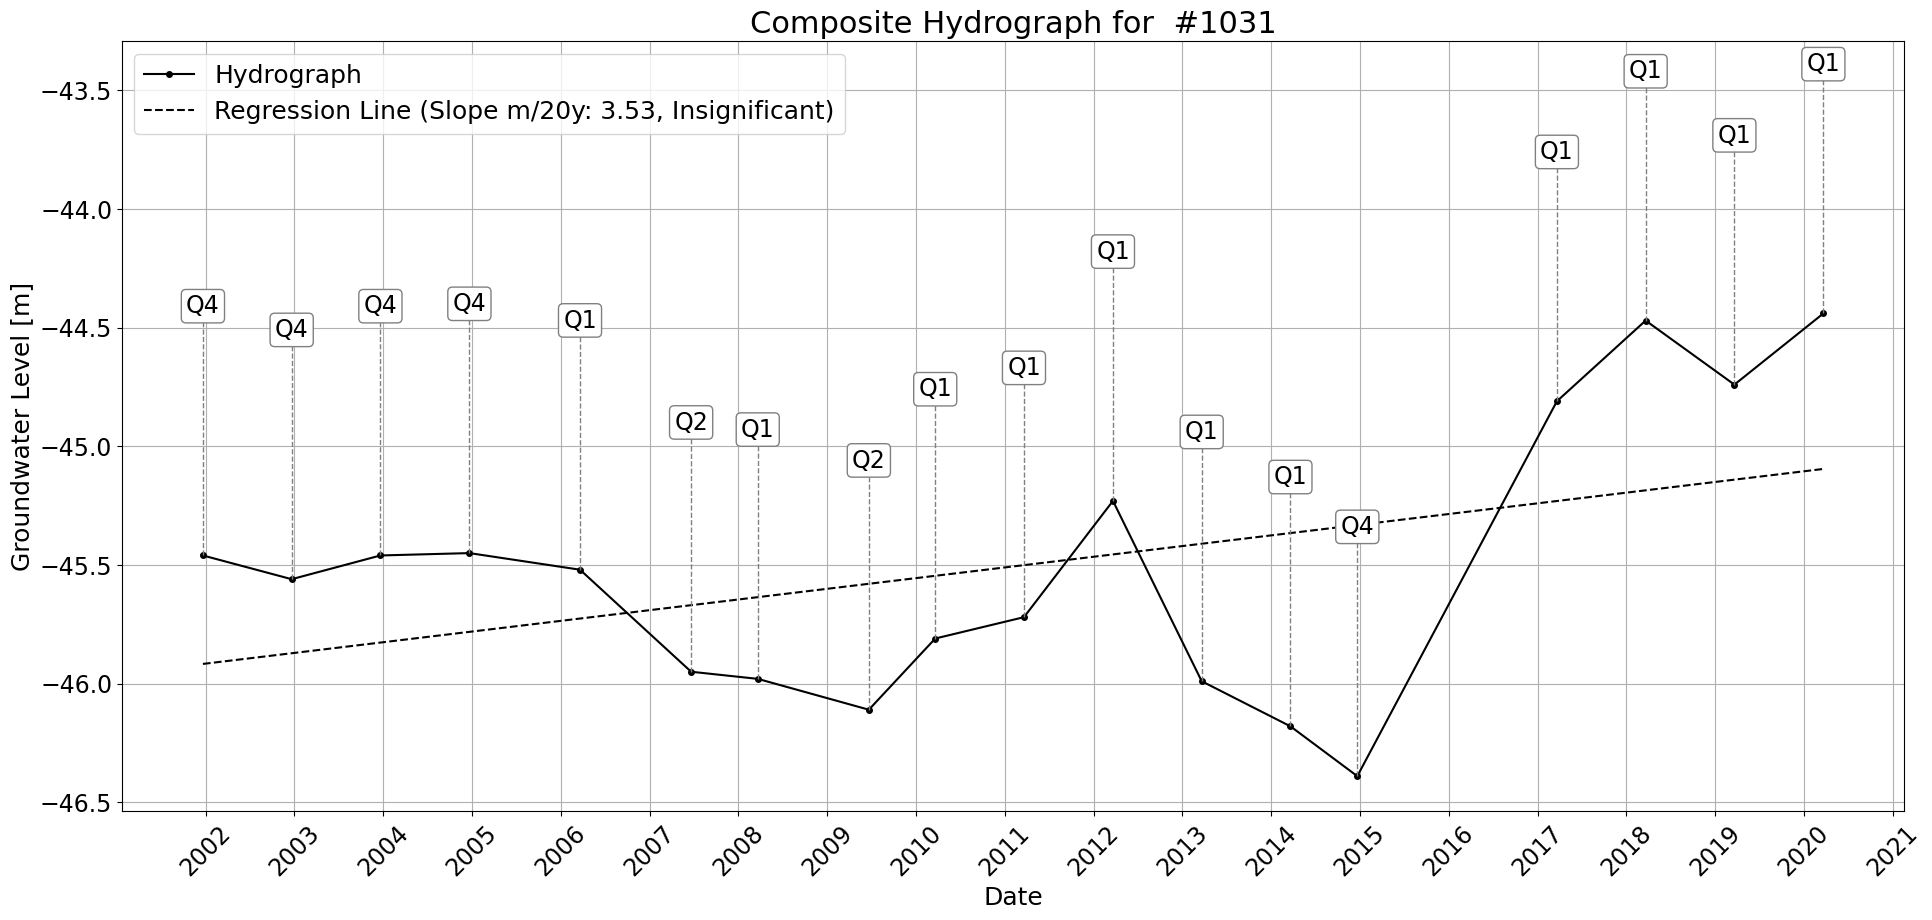 Composite Hydrograph for  #1031
Hydrograph
Regression Line (Slope m/20y: 3.53, Insignificant)
Groundwater Level [m]
−43.5
−44.0
−44.5
−45.0
−45.5
−46.0
−46.5
Q4
Q4
Q4
Q4
Q1
Q2
Q1
Q2
Q1
Q1
Q1
Q1
Q1
Q4
Q1
Q1
Q1
Q1
2002
2003
2004
2005
2006
2007
2008
2009
2010
2011
2012
2013
2014
2015
2016
2017
2018
2019
2020
2021
Date